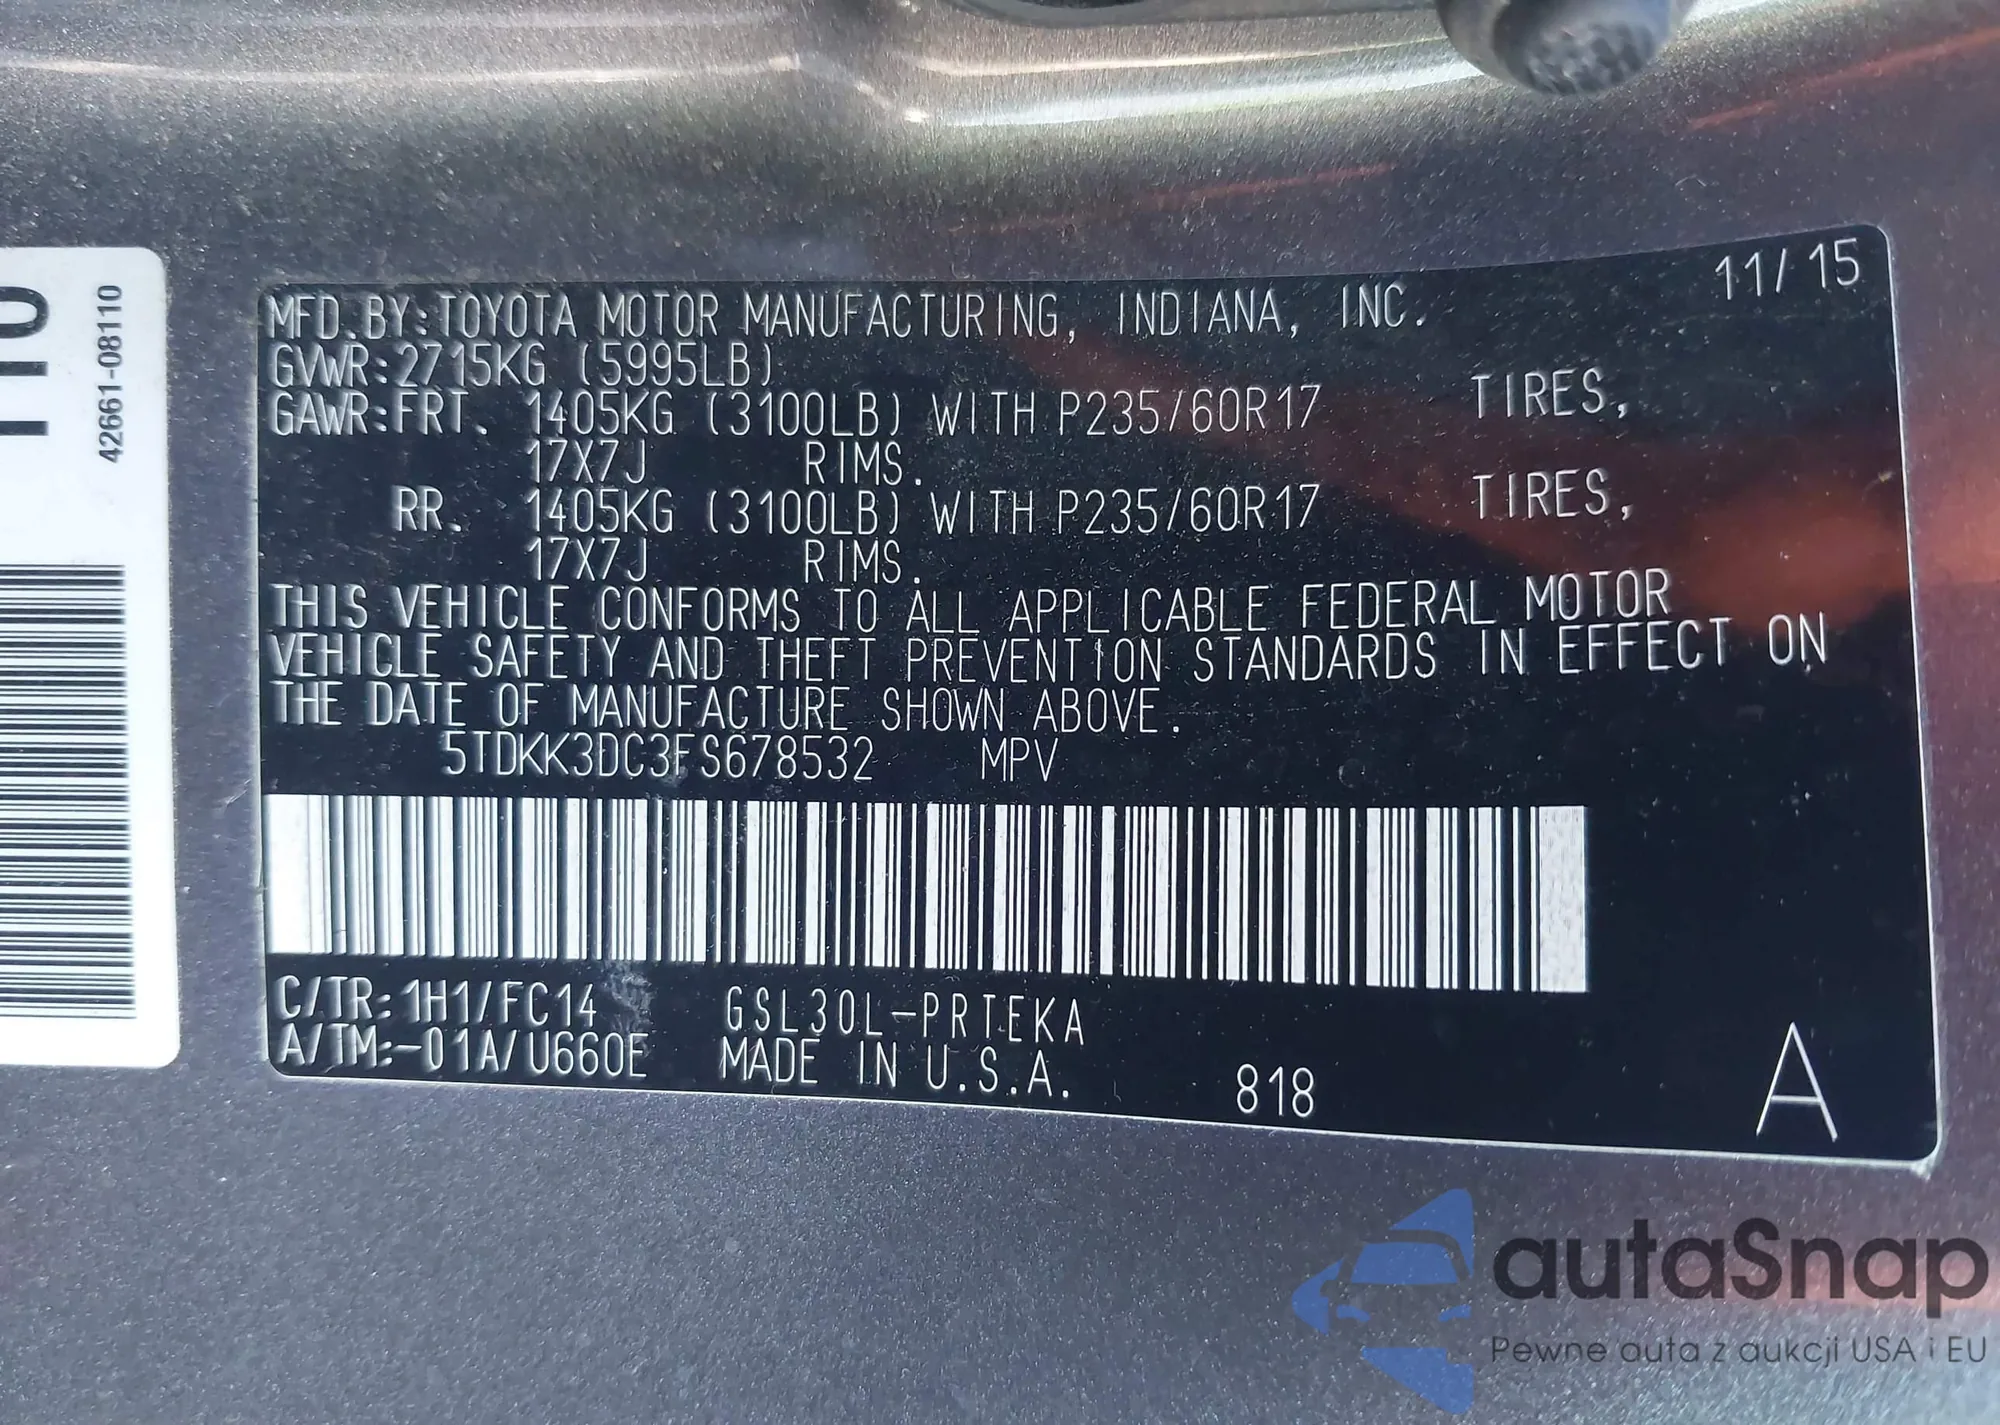 110
42661-08110
11/15
MFD.BY:TOYOTA MOTOR MANUFACTURING, INDIANA, INC.
GVWR:2715KG (5995LB)
GAWR:FRT. 1405KG (3100LB) WITH P235/60R17 TIRES,
17X7J RIMS.
RR. 1405KG (3100LB) WITH P235/60R17 TIRES,
17X7J RIMS.
THIS VEHICLE CONFORMS TO ALL APPLICABLE FEDERAL MOTOR
VEHICLE SAFETY AND THEFT PREVENTION STANDARDS IN EFFECT ON
THE DATE OF MANUFACTURE SHOWN ABOVE.
5TDKK3DC3FS678532 MPV
C/TR:1H1/FC14 GSL30L-PRTEKA
A/TM:-01A/U660E MADE IN U.S.A. 818 A
autaSnap
Pewne auta z aukcji USA i EU